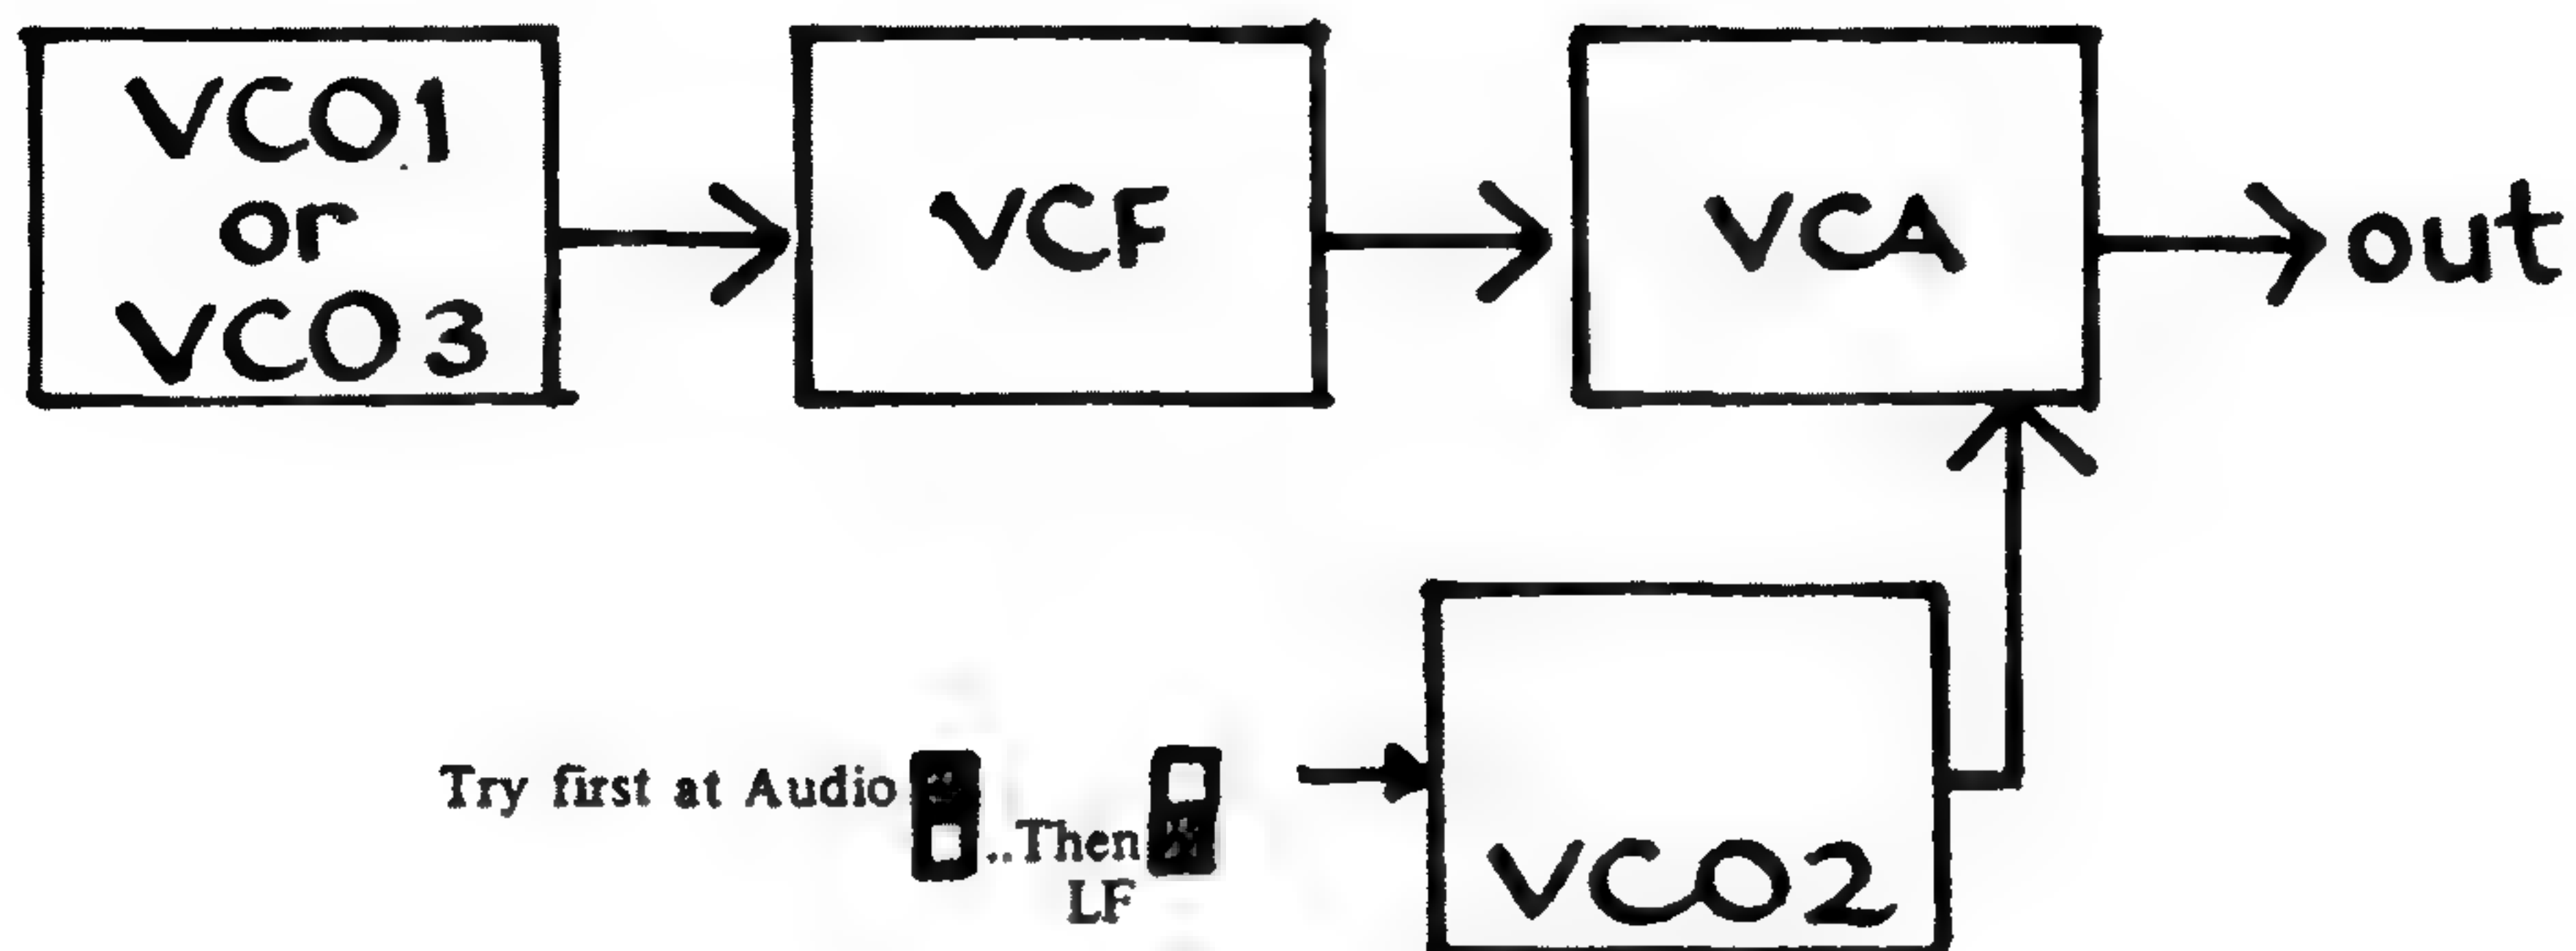 VCO1
or
VCO3
VCF
VCA
out
Try first at Audio
..Then
LF
VCO2